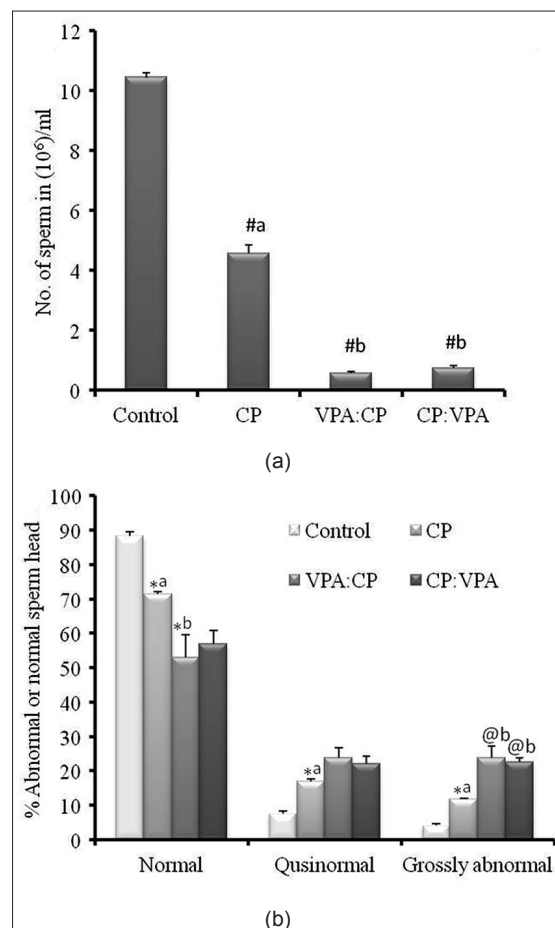 12
10
8
6
4
2
0
No. of sperm in (10⁶)/ml
#a
#b
#b
Control
CP
VPA:CP
CP:VPA
(a)
100
90
80
70
60
50
40
30
20
10
0
% Abnormal or normal sperm head
Control
CP
VPA:CP
CP:VPA
*a
*b
*a
*a
@b
@b
Normal
Qusinormal
Grossly abnormal
(b)